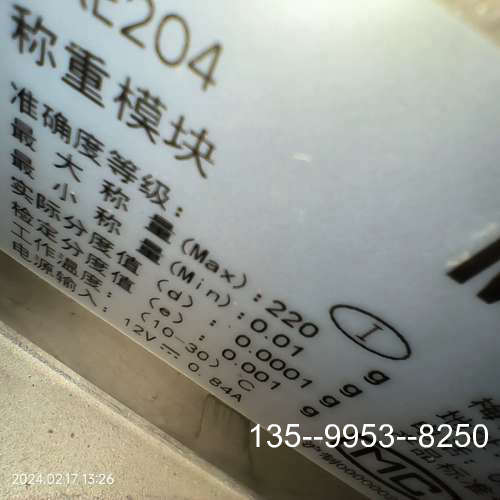 E204
称重模块
准确度等级: I
最大称量(Max): 220 g
最小称量(Min): 0.01 g
实际分度值(d): 0.0001 g
检定分度值(e): 0.001 g
工作温度: (10-30)℃
电源输入: 12V⎓0.84A
135--9953--8250
MC
2024.02.17 13:26